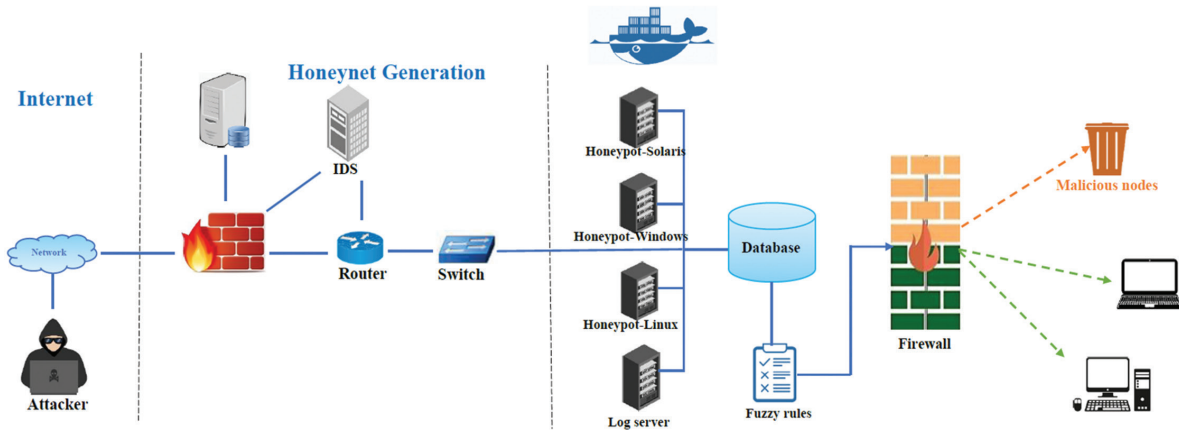 Internet
Honeynet Generation
IDS
Honeypot-Solaris
Malicious nodes
Honeypot-Windows
Network
Database
Router
Switch
Honeypot-Linux
Firewall
Attacker
Fuzzy rules
Log server